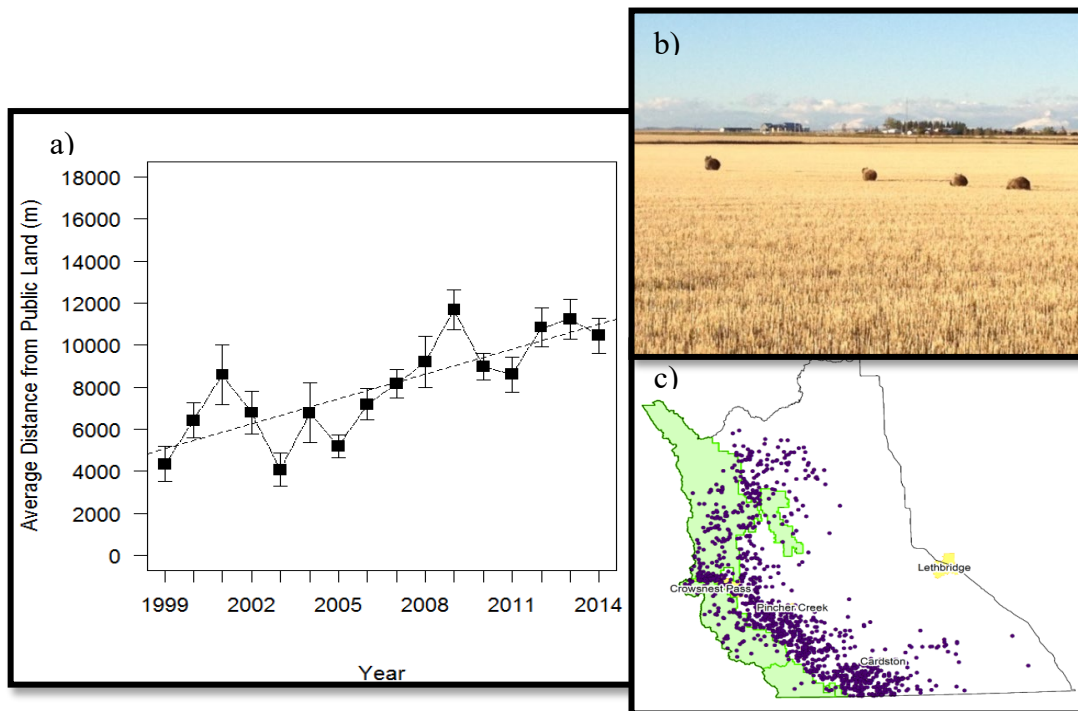 a)
Average Distance from Public Land (m)
18000
16000
14000
12000
10000
8000
6000
4000
2000
0
1999
2002
2005
2008
2011
2014
Year
b)
c)
Lethbridge
Crowsnest Pass
Pincher Creek
Cardston